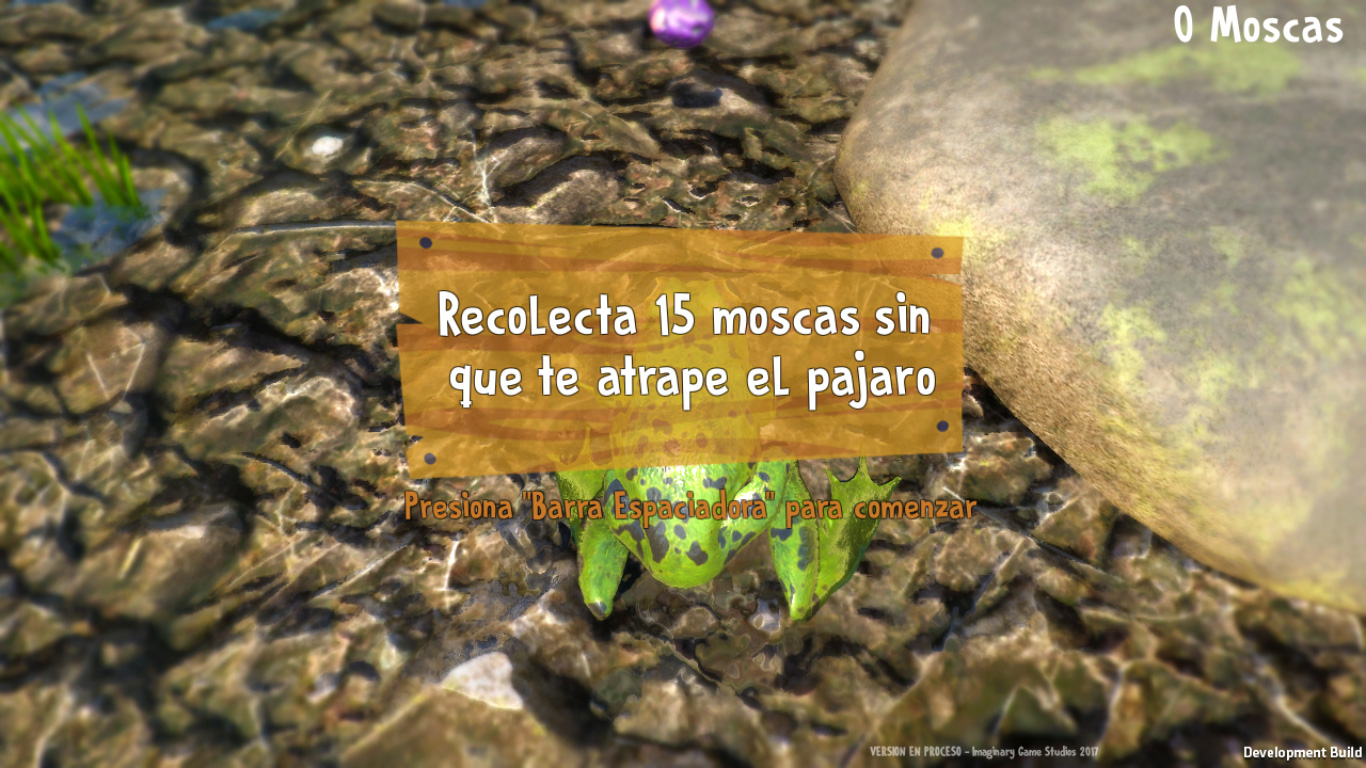 0 Moscas
Recolecta 15 moscas sin
que te atrape el pajaro
Presiona "Barra Espaciadora" para comenzar
VERSION EN PROCESO - Imaginary Game Studios 2017
Development Build